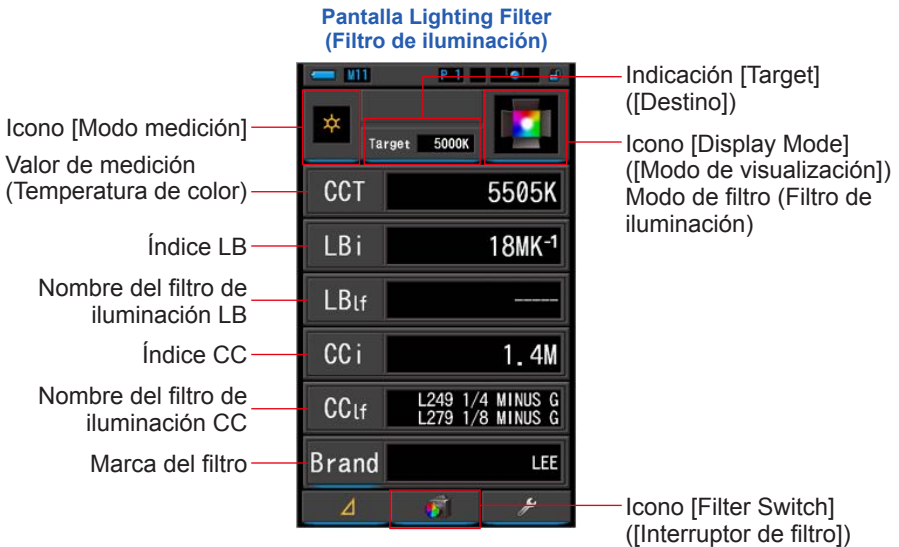 Pantalla Lighting Filter
(Filtro de iluminación)
M11
P 1
Target 5000K
CCT 5505K
LBi 18MK⁻¹
LBlf -----
CCi 1.4M
CClf L249 1/4 MINUS G
L279 1/8 MINUS G
Brand LEE
Icono [Modo medición]
Valor de medición
(Temperatura de color)
Índice LB
Nombre del filtro de
iluminación LB
Índice CC
Nombre del filtro de
iluminación CC
Marca del filtro
Indicación [Target]
([Destino])
Icono [Display Mode]
([Modo de visualización])
Modo de filtro (Filtro de
iluminación)
Icono [Filter Switch]
([Interruptor de filtro])